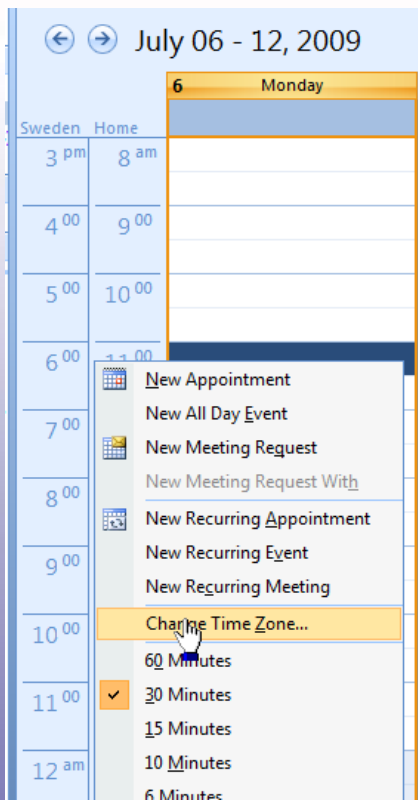 July 06 - 12, 2009
6 Monday
Sweden Home
3 pm 8 am
4 00 9 00
5 00 10 00
6 00 11 00
New Appointment
New All Day Event
7 00
New Meeting Request
New Meeting Request With
8 00
New Recurring Appointment
New Recurring Event
9 00
New Recurring Meeting
Change Time Zone...
10 00
60 Minutes
30 Minutes
11 00
15 Minutes
10 Minutes
12 am
6 Minutes